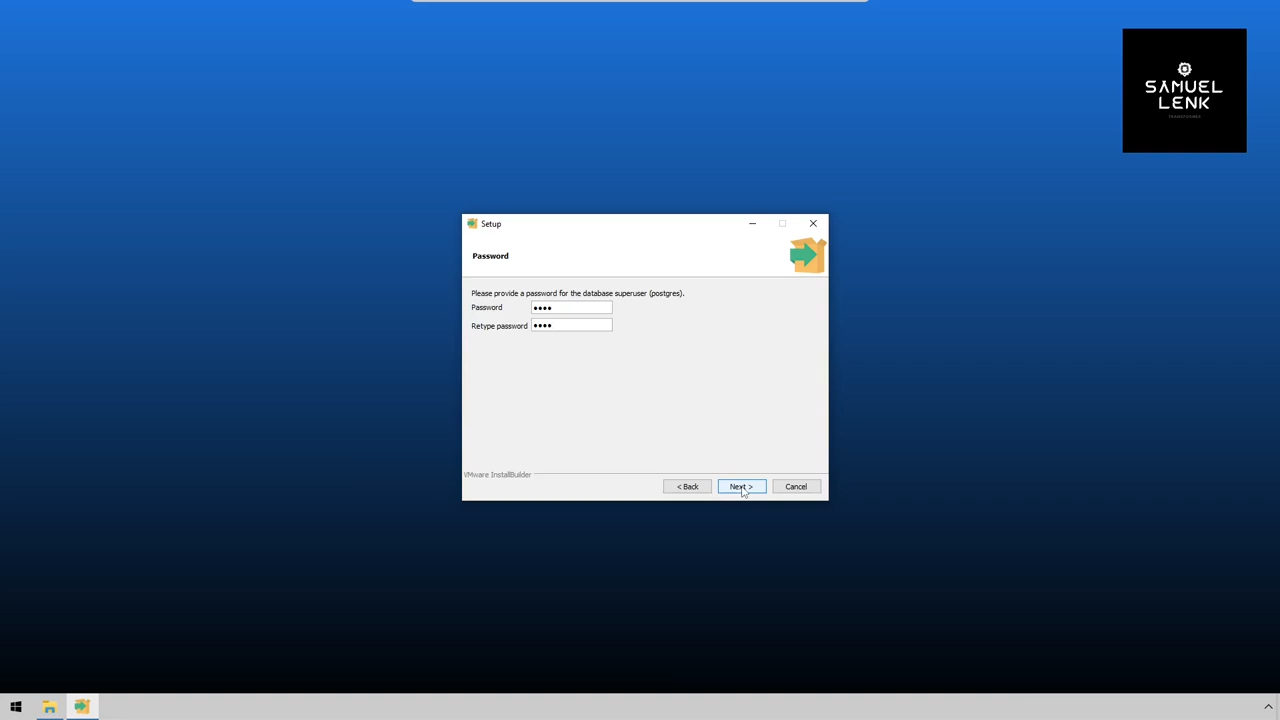 SAMUEL
LENK
Setup
Password
Please provide a password for the database superuser (postgres).
Password ••••
Retype password ••••
VMware InstallBuilder
< Back Next > Cancel